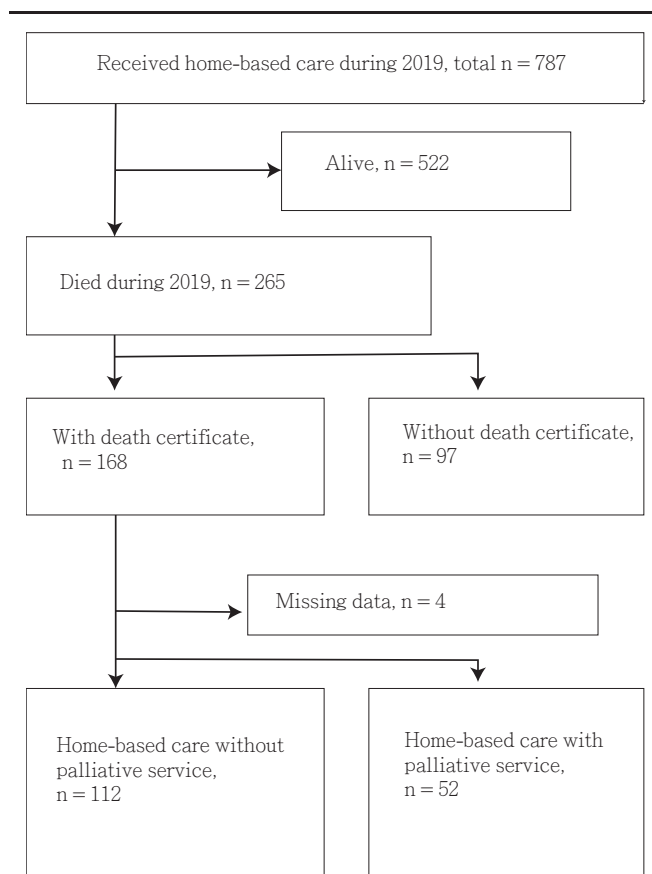 Received home-based care during 2019, total n = 787
Alive, n = 522
Died during 2019, n = 265
With death certificate,
n = 168
Without death certificate,
n = 97
Missing data, n = 4
Home-based care without
palliative service,
n = 112
Home-based care with
palliative service,
n = 52